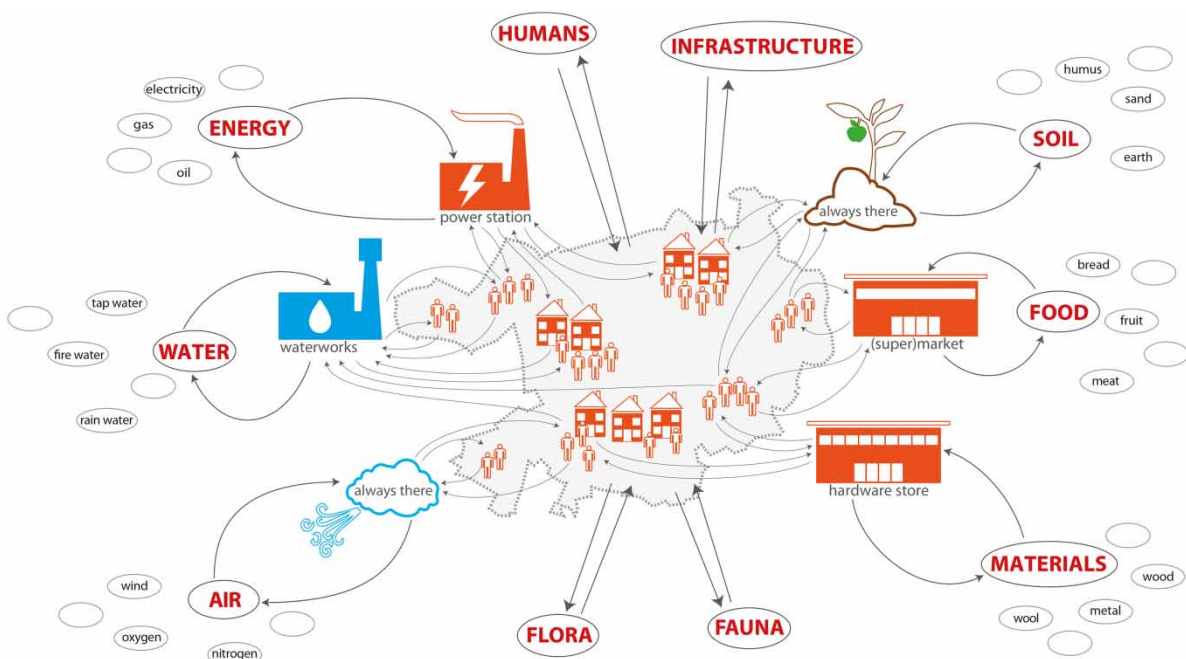 HUMANS
INFRASTRUCTURE
electricity
gas
ENERGY
oil
power station
humus
sand
SOIL
earth
always there
tap water
fire water
WATER
rain water
waterworks
bread
FOOD
fruit
meat
(super)market
always there
wind
AIR
oxygen
nitrogen
hardware store
MATERIALS
wood
metal
wool
FLORA
FAUNA